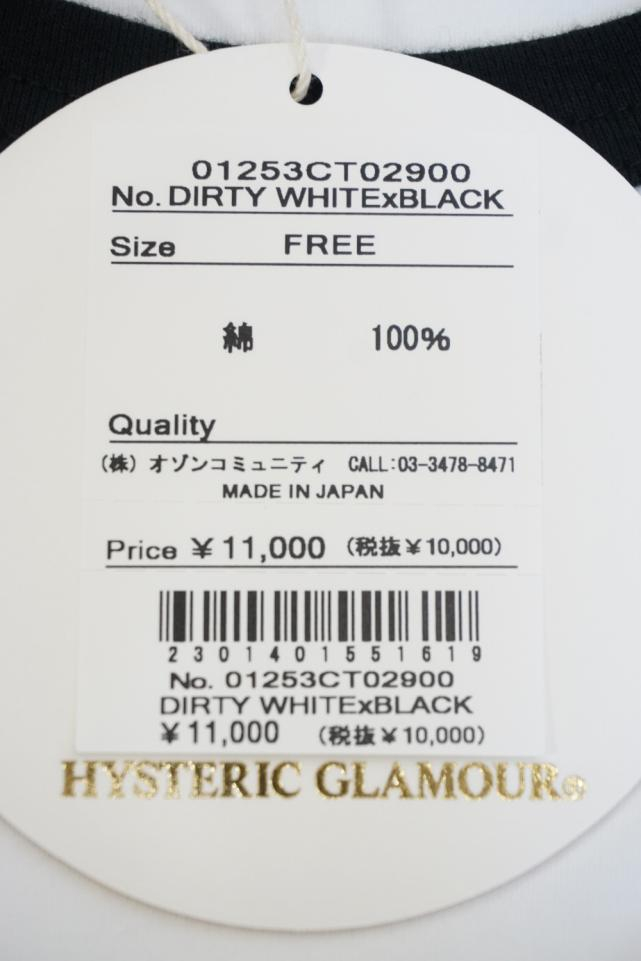 01253CT02900
No. DIRTY WHITExBLACK
Size FREE
綿 100%
Quality
(株) オゾンコミュニティ CALL:03-3478-8471
MADE IN JAPAN
Price ¥11,000 (税抜¥10,000)
2301401551619
No. 01253CT02900
DIRTY WHITExBLACK
¥11,000 (税抜¥10,000)
HYSTERIC GLAMOUR®